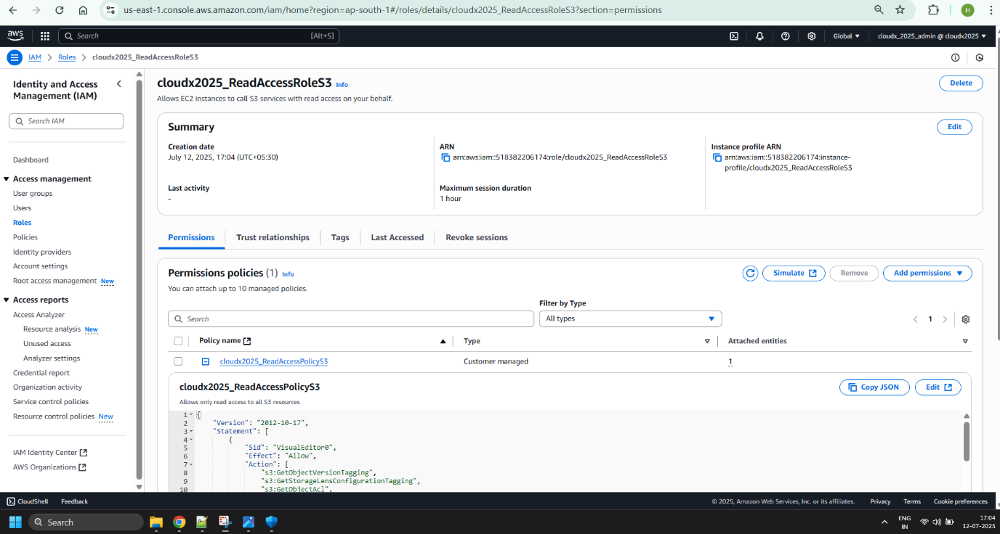 us-east-1.console.aws.amazon.com/iam/home?region=ap-south-1#/roles/details/cloudx2025_ReadAccessRoleS3?section=permissions
H
aws
Search
[Alt+S]
Global
cloudx_2025_admin @ cloudx2025
IAM > Roles > cloudx2025_ReadAccessRoleS3
Identity and Access
Management (IAM)
Search IAM
Dashboard
Access management
User groups
Users
Roles
Policies
Identity providers
Account settings
Root access management New
Access reports
Access Analyzer
Resource analysis New
Unused access
Analyzer settings
Credential report
Organization activity
Service control policies
Resource control policies New
IAM Identity Center
AWS Organizations
cloudx2025_ReadAccessRoleS3 Info
Delete
Allows EC2 instances to call S3 services with read access on your behalf.
Summary
Edit
Creation date
July 12, 2025, 17:04 (UTC+05:30)
Last activity
-
ARN
arn:aws:iam::518382206174:role/cloudx2025_ReadAccessRoleS3
Maximum session duration
1 hour
Instance profile ARN
arn:aws:iam::518382206174:instance-
profile/cloudx2025_ReadAccessRoleS3
Permissions
Trust relationships
Tags
Last Accessed
Revoke sessions
Permissions policies (1) Info
Simulate
Remove
Add permissions
You can attach up to 10 managed policies.
Filter by Type
Search
All types
1
Policy name
Type
Attached entities
cloudx2025_ReadAccessPolicyS3
Customer managed
1
cloudx2025_ReadAccessPolicyS3
Copy JSON
Edit
Allows only read access to all S3 resources
1 {
2 "Version": "2012-10-17",
3 "Statement": [
4 {
5 "Sid": "VisualEditor0",
6 "Effect": "Allow",
7 "Action": [
8 "s3:GetObjectVersionTagging",
9 "s3:GetStorageLensConfigurationTagging",
10 "s3:GetObjectAcl",
CloudShell
Feedback
© 2025, Amazon Web Services, Inc. or its affiliates.
Privacy
Terms
Cookie preferences
Search
ENG
IN
17:04
12-07-2025